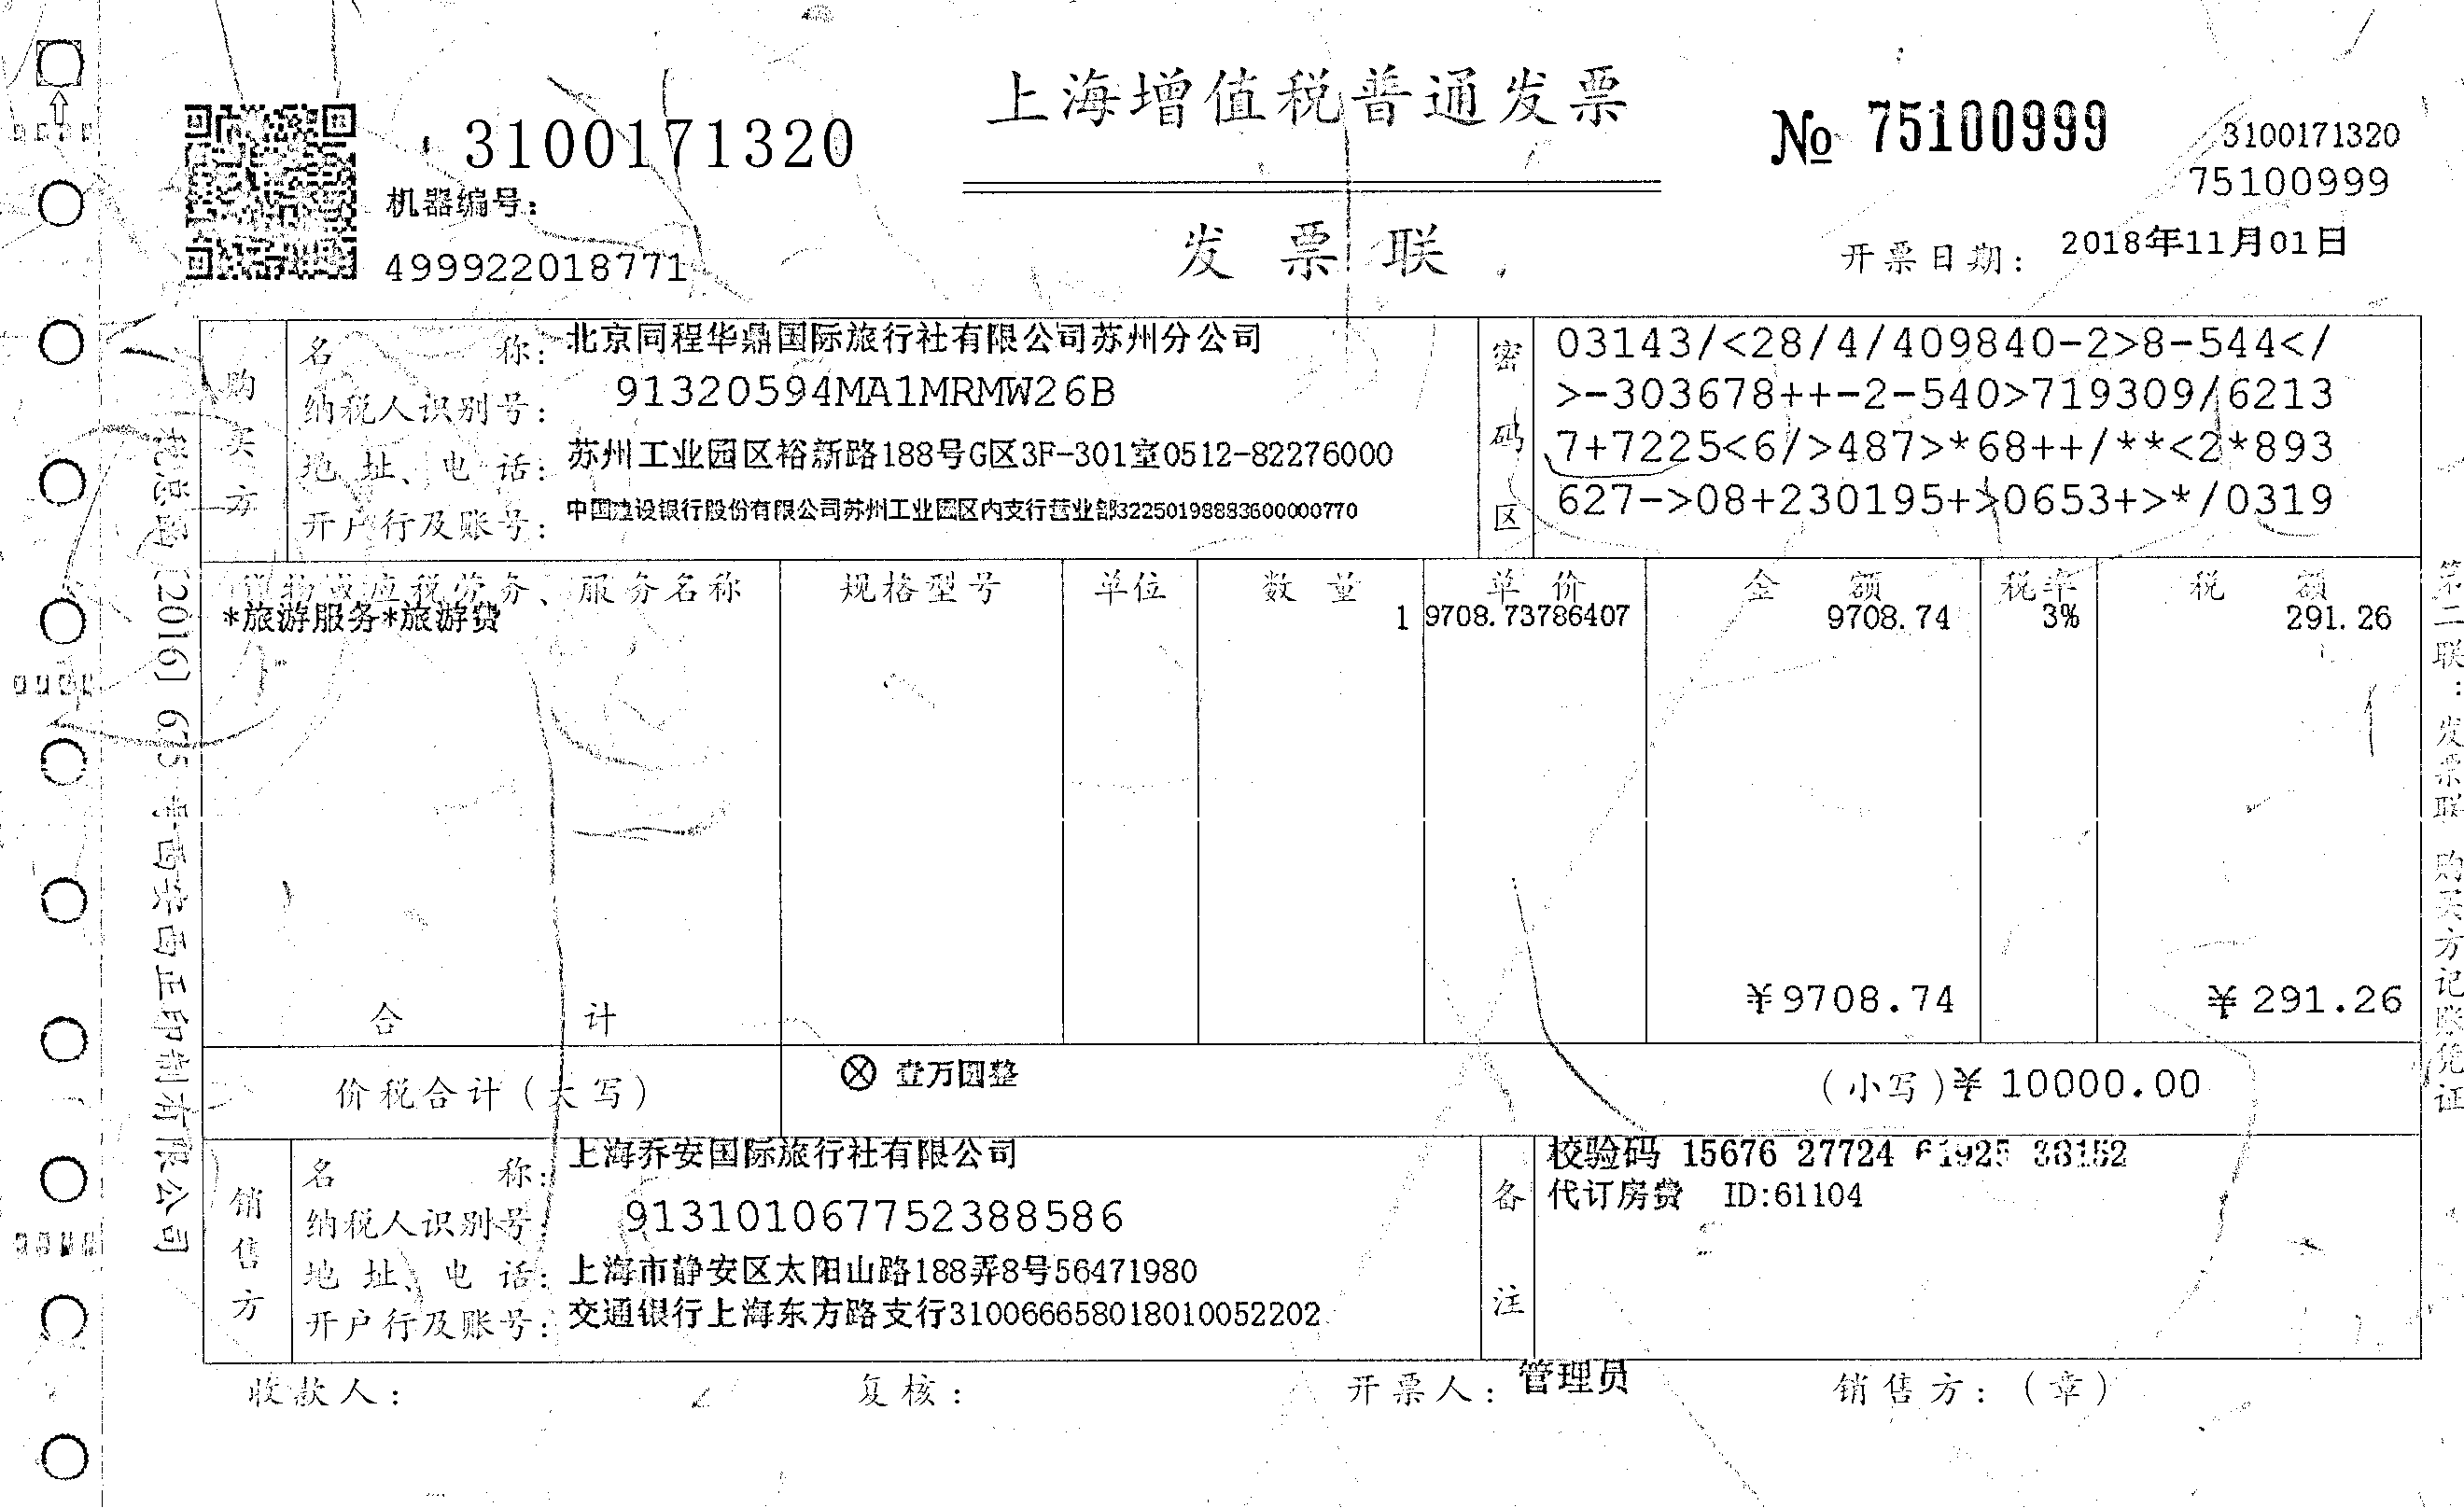 上海增值税普通发票
3100171320
№ 75100999
3100171320
75100999
机器编号：
499922018771
发票联
开票日期：2018年11月01日
购买方
名称：北京同程华鼎国际旅行社有限公司苏州分公司
纳税人识别号：91320594MA1MRMW26B
地址、电话：苏州工业园区裕新路188号G区3F-301室0512-82276000
开户行及账号：中国建设银行股份有限公司苏州工业园区内支行营业部32250198883600000770
密码区
03143/<28/4/409840-2>8-544</
>-303678++-2-540>719309/6213
7+7225<6/>487>*68++/**<2*893
627->08+230195+>0653+>*/0319
货物或应税劳务、服务名称 规格型号 单位 数量 单价 金额 税率 税额
*旅游服务*旅游费 1 9708.73786407 9708.74 3% 291.26
合计 ¥9708.74 ¥291.26
价税合计（大写） ⊗ 壹万圆整 （小写）¥10000.00
销售方
名称：上海乔安国际旅行社有限公司
纳税人识别号：913101067752388586
地址、电话：上海市静安区太阳山路188弄8号56471980
开户行及账号：交通银行上海东方路支行310066658018010052202
备注
校验码 15676 27724
代订房费 ID:61104
收款人： 复核： 开票人：管理员 销售方：（章）
税总函〔2016〕675号西安西正印制有限公司
第二联：发票联 购买方记账凭证